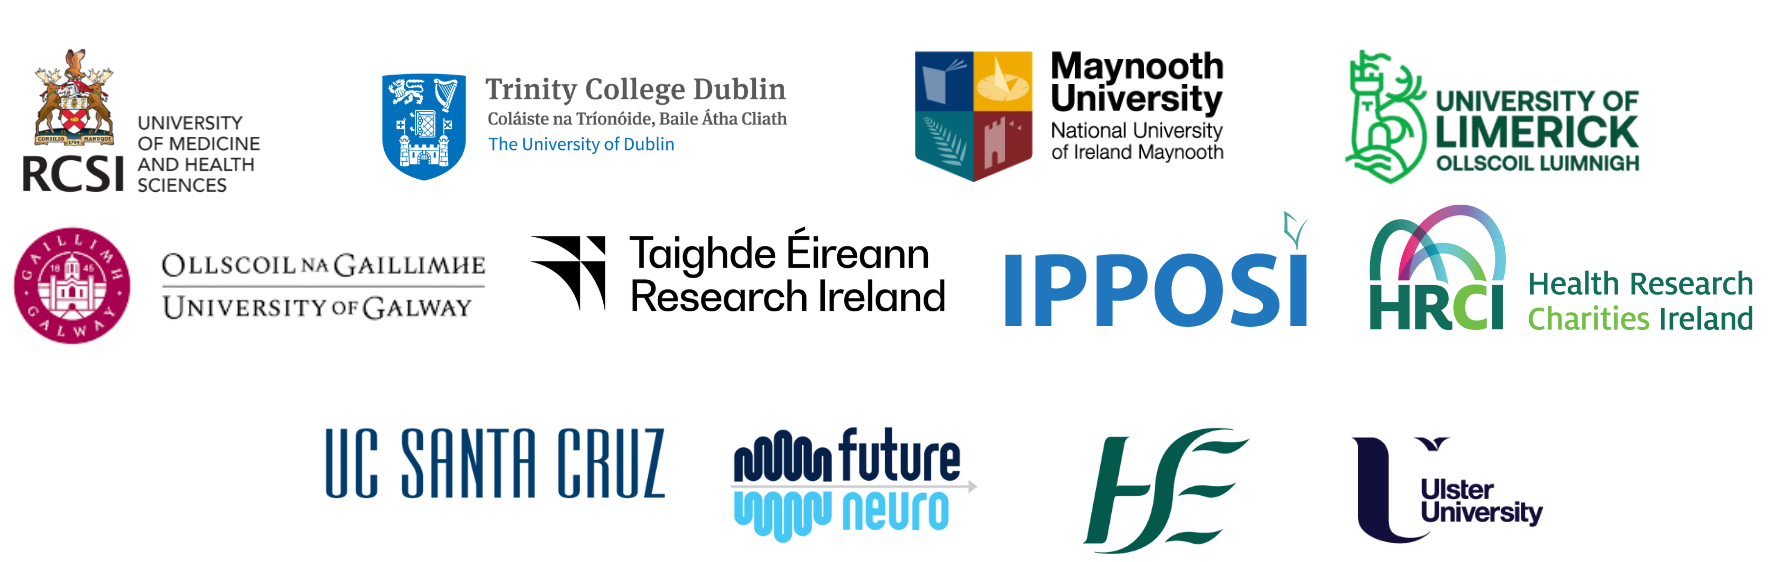 CONSILIO MANUQUE
RCSI
UNIVERSITY
OF MEDICINE
AND HEALTH
SCIENCES
Trinity College Dublin
Coláiste na Tríonóide, Baile Átha Cliath
The University of Dublin
Maynooth
University
National University
of Ireland Maynooth
UNIVERSITY OF
LIMERICK
OLLSCOIL LUIMNIGH
GAILLIMH
18 45
GALWAY
OLLSCOIL NA GAILLIMHE
UNIVERSITY OF GALWAY
Taighde Éireann
Research Ireland
IPPOSI
HRCI
Health Research
Charities Ireland
UC SANTA CRUZ
future
neuro
HSE
Ulster
University